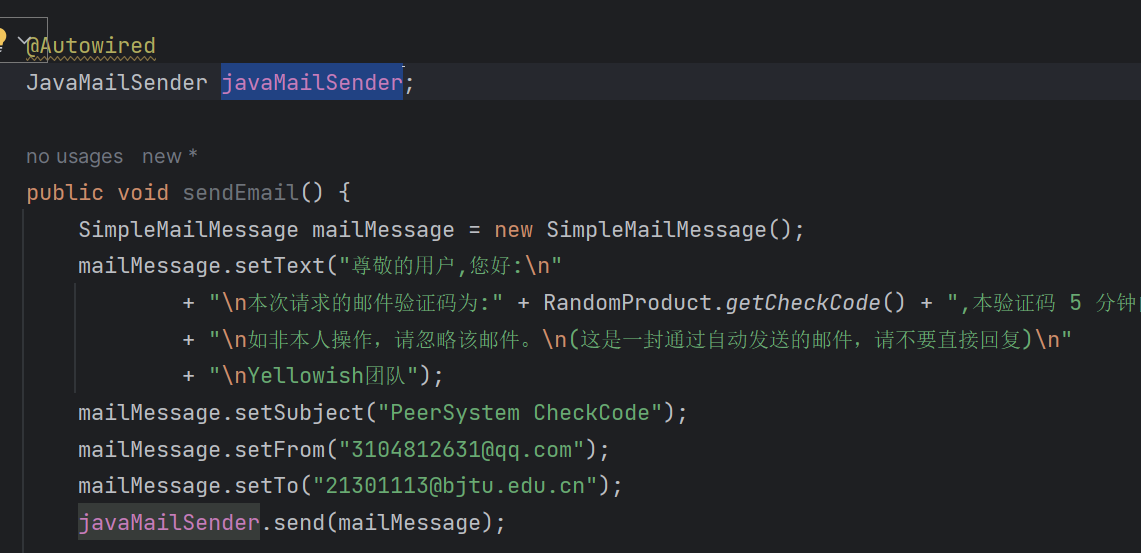 @Autowired
JavaMailSender javaMailSender;
no usages new *
public void sendEmail() {
SimpleMailMessage mailMessage = new SimpleMailMessage();
mailMessage.setText("尊敬的用户,您好:\n"
+ "\n本次请求的邮件验证码为:" + RandomProduct.getCheckCode() + ",本验证码 5 分钟
+ "\n如非本人操作，请忽略该邮件。\n(这是一封通过自动发送的邮件，请不要直接回复)\n"
+ "\nYellowish团队");
mailMessage.setSubject("PeerSystem CheckCode");
mailMessage.setFrom("3104812631@qq.com");
mailMessage.setTo("21301113@bjtu.edu.cn");
javaMailSender.send(mailMessage);